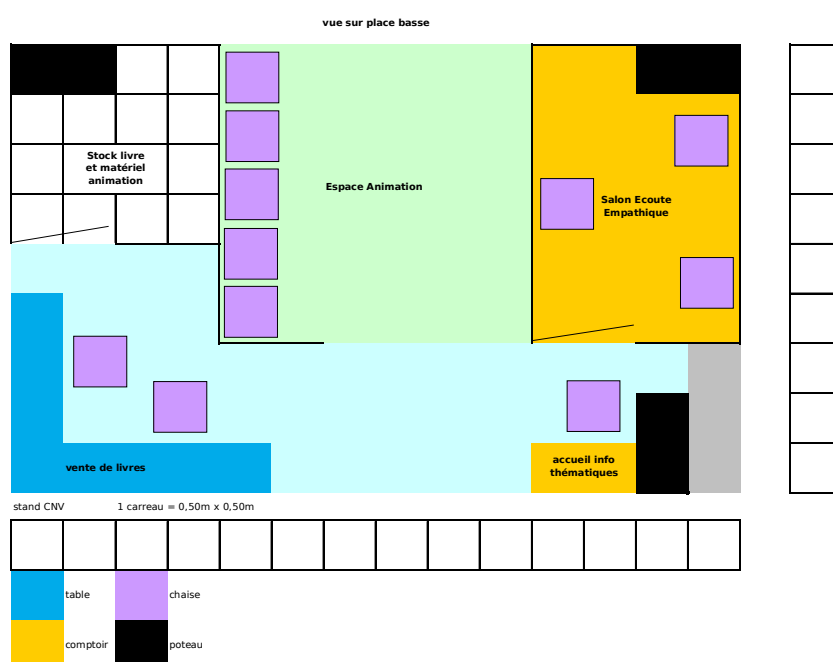 vue sur place basse
Stock livre
et matériel
animation
Espace Animation
Salon Ecoute
Empathique
vente de livres
accueil info
thématiques
stand CNV
1 carreau = 0,50m x 0,50m
table
chaise
comptoir
poteau